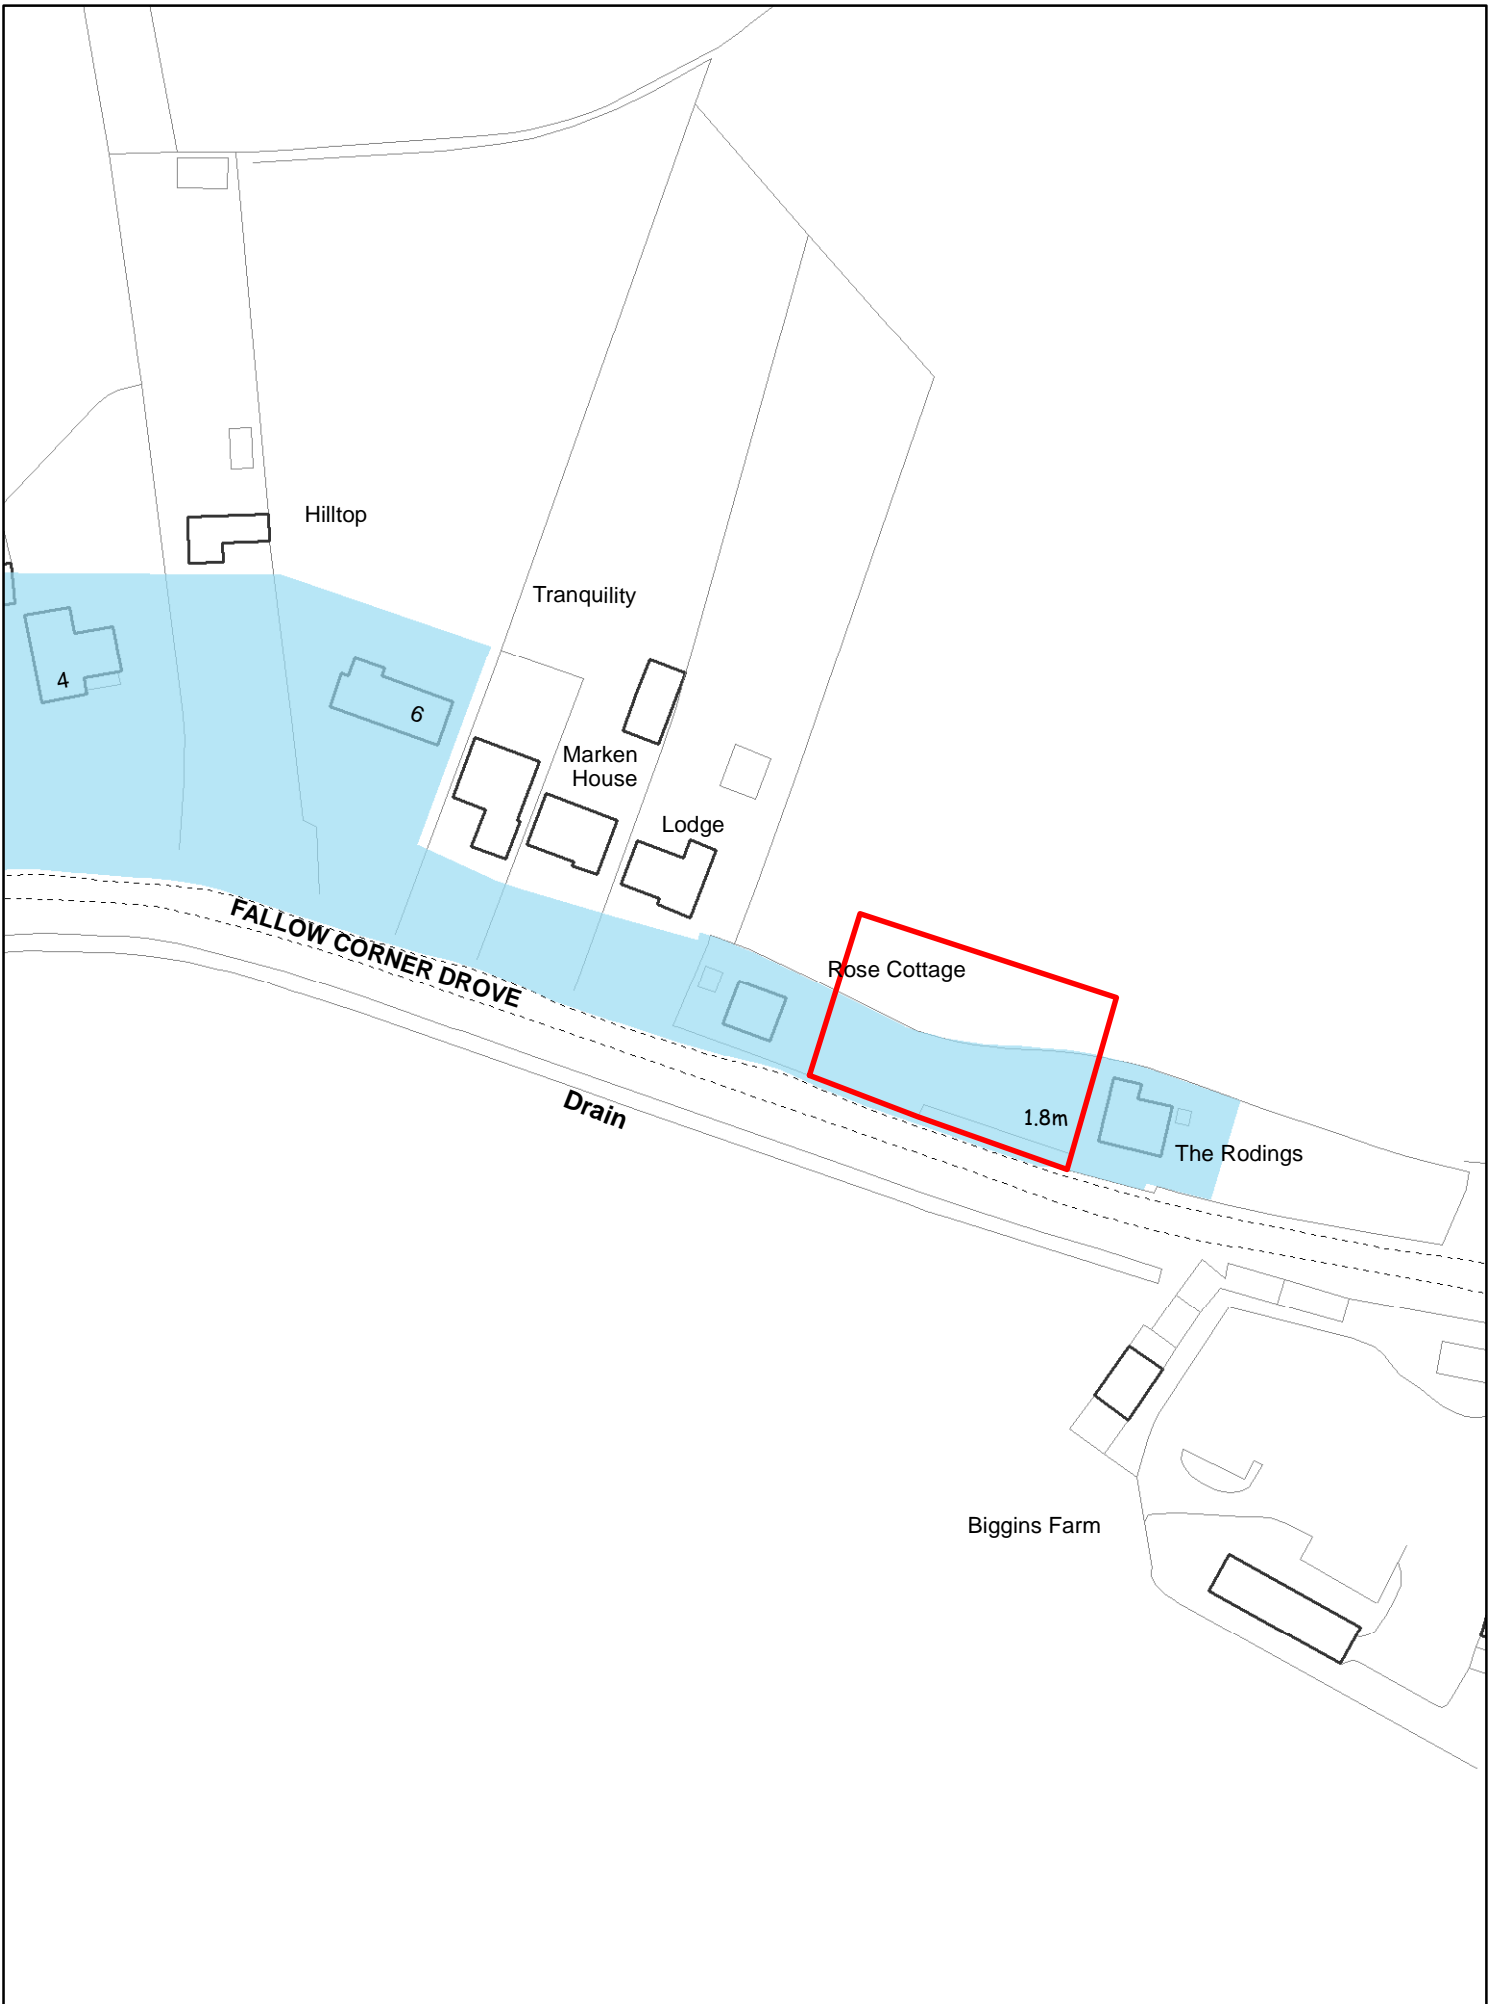 Hilltop
Tranquility
4
6
Marken
House
Lodge
FALLOW CORNER DROVE
Rose Cottage
Drain
1.8m
The Rodings
Biggins Farm